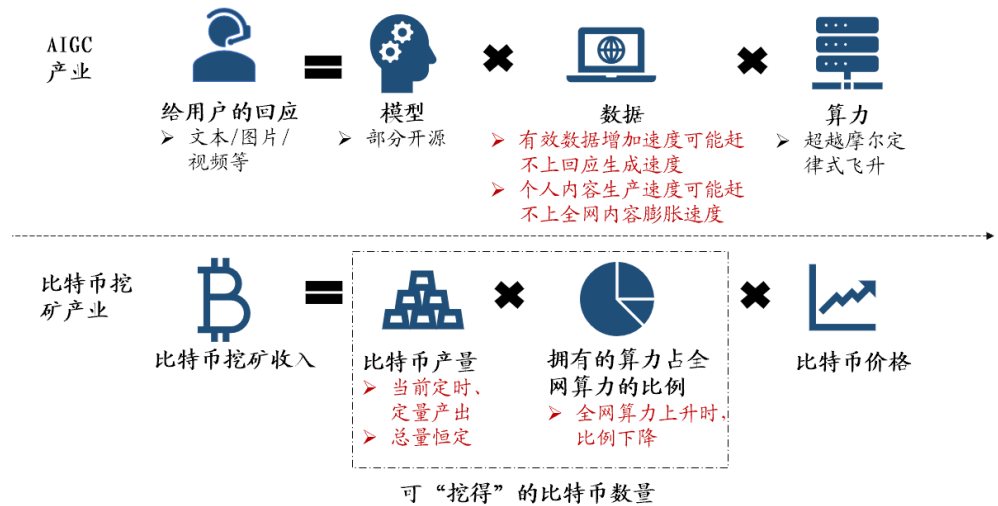 AIGC
产业
给用户的回应
➢ 文本/图片/
视频等
模型
➢ 部分开源
数据
➢ 有效数据增加速度可能赶
不上回应生成速度
➢ 个人内容生产速度可能赶
不上全网内容膨胀速度
算力
➢ 超越摩尔定
律式飞升
比特币挖
矿产业
比特币挖矿收入
比特币产量
➢ 当前定时、
定量产出
➢ 总量恒定
拥有的算力占全
网算力的比例
➢ 全网算力上升时,
比例下降
比特币价格
可“挖得”的比特币数量